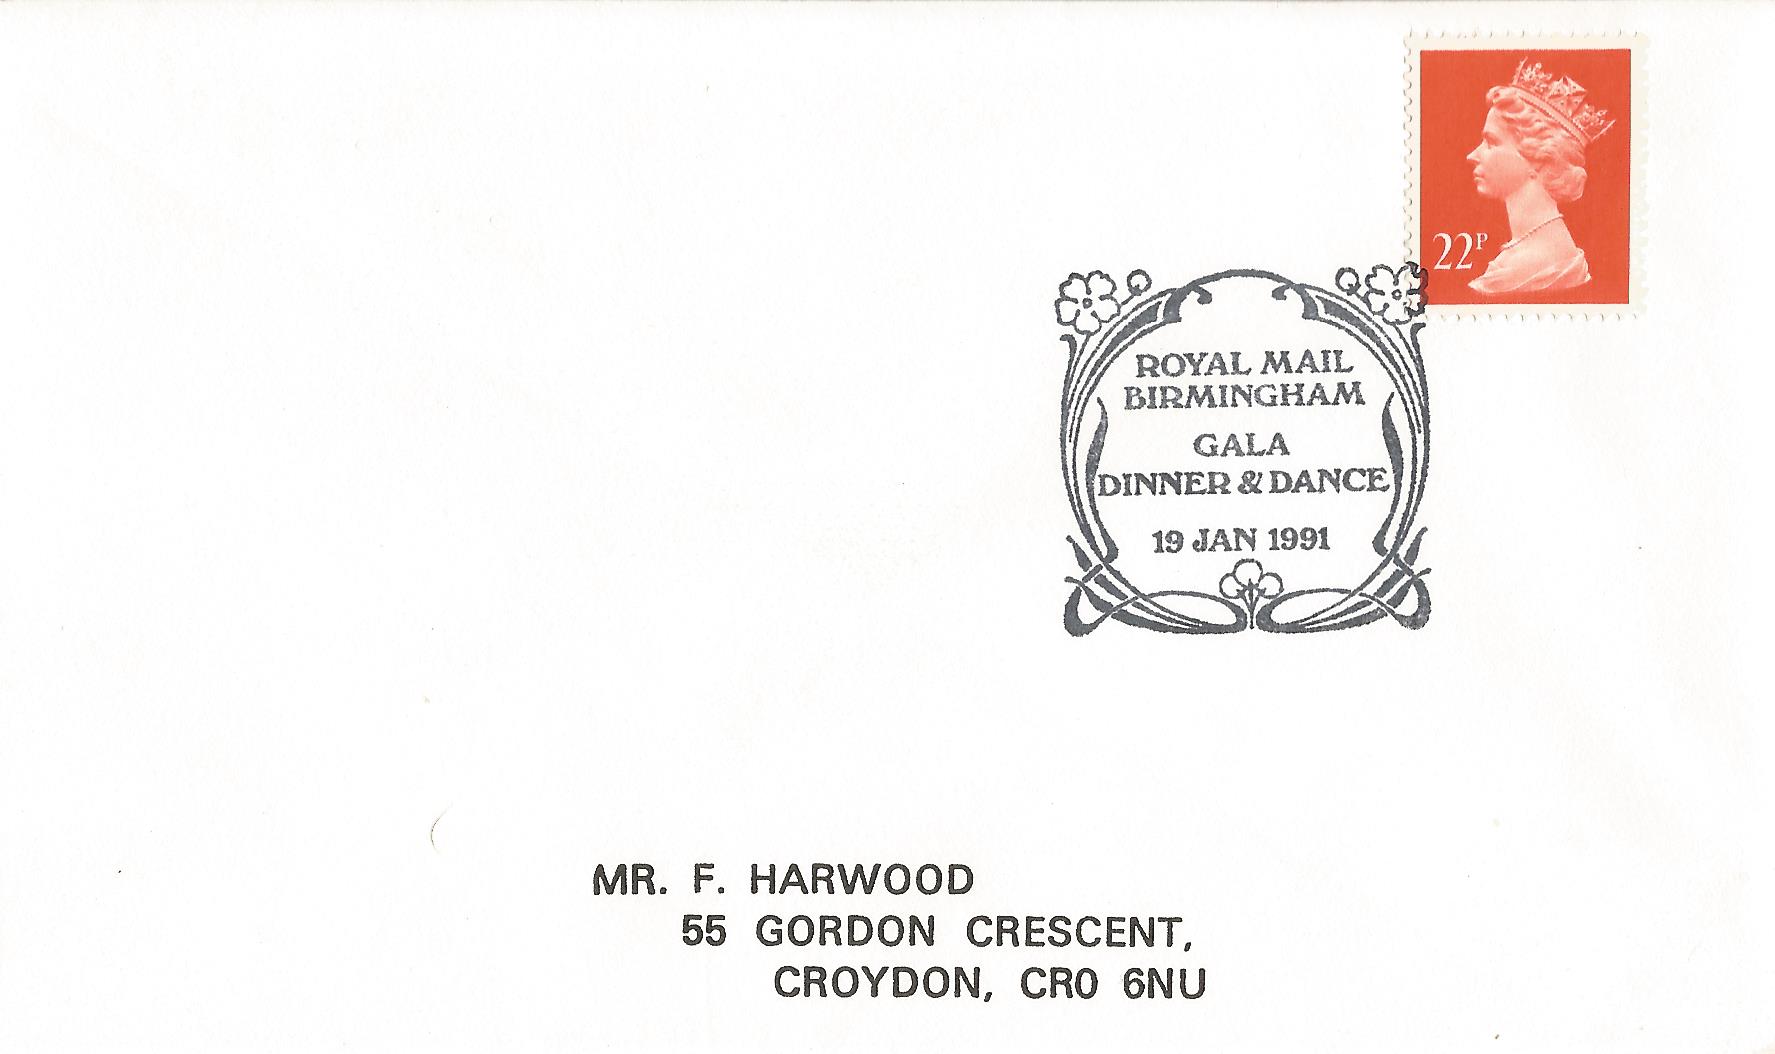 22P
ROYAL MAIL
BIRMINGHAM
GALA
DINNER & DANCE
19 JAN 1991
MR. F. HARWOOD
55 GORDON CRESCENT,
CROYDON, CR0 6NU